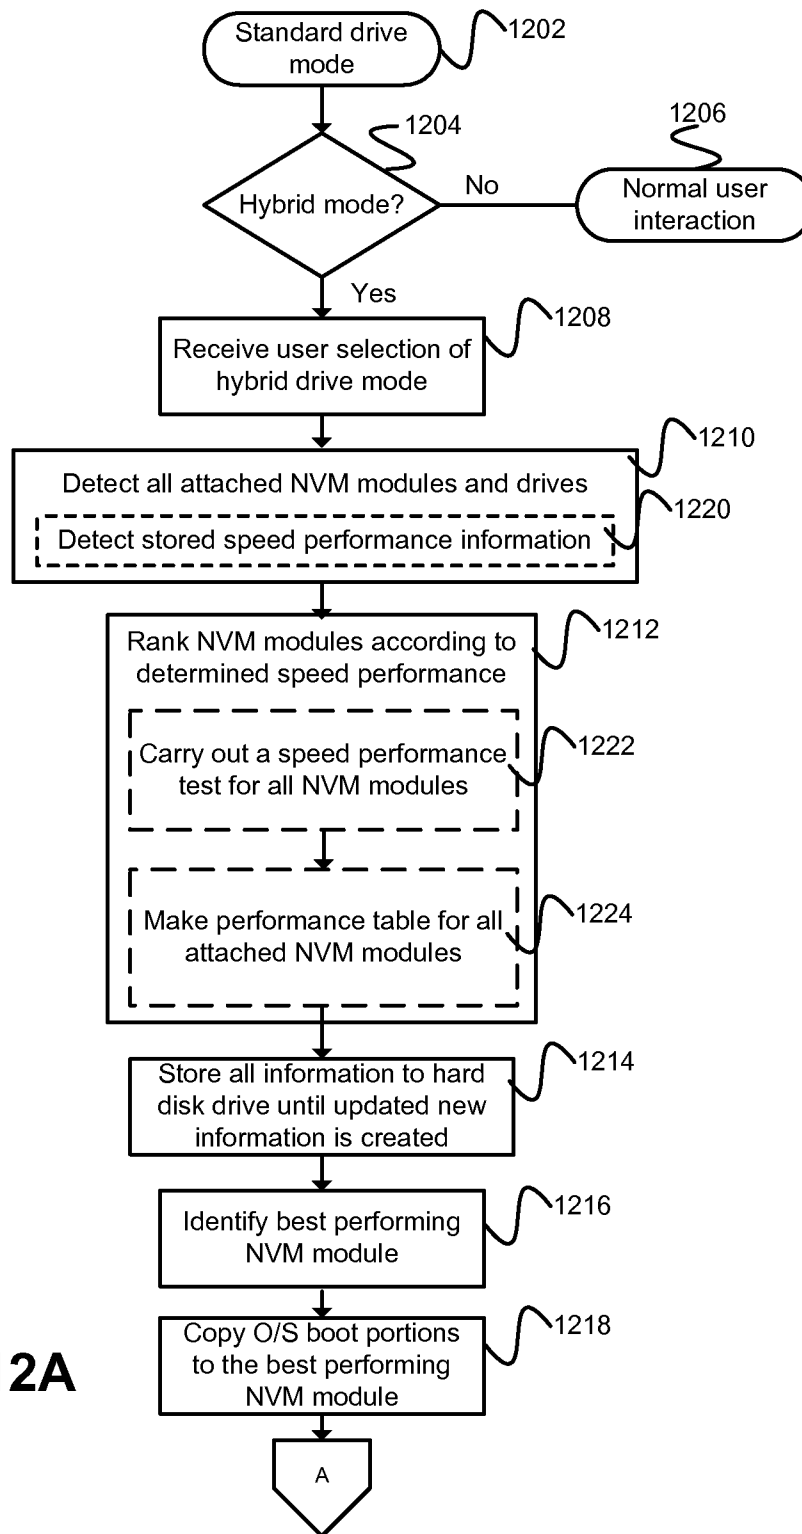 Standard drive
mode
1202
1204
1206
Hybrid mode?
No
Normal user
interaction
Yes
1208
Receive user selection of
hybrid drive mode
1210
Detect all attached NVM modules and drives
1220
Detect stored speed performance information
1212
Rank NVM modules according to
determined speed performance
1222
Carry out a speed performance
test for all NVM modules
1224
Make performance table for all
attached NVM modules
1214
Store all information to hard
disk drive until updated new
information is created
1216
Identify best performing
NVM module
1218
Copy O/S boot portions
to the best performing
NVM module
2A
A